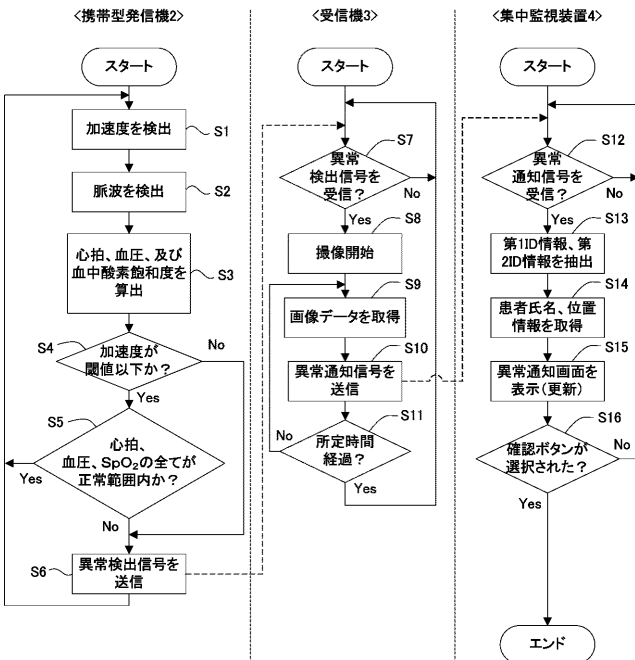 <携帯型発信機2>
スタート
加速度を検出
S1
脈波を検出
S2
心拍、血圧、及び
血中酸素飽和度を
算出
S3
S4
加速度が
閾値以下か？
No
Yes
S5
心拍、
血圧、SpO₂の全てが
正常範囲内か？
Yes
No
S6
異常検出信号を
送信
<受信機3>
スタート
S7
異常
検出信号を
受信？
No
Yes
S8
撮像開始
S9
画像データを取得
S10
異常通知信号を
送信
S11
No
所定時間
経過？
Yes
<集中監視装置4>
スタート
S12
異常
通知信号を
受信？
No
Yes
S13
第1ID情報、第
2ID情報を抽出
S14
患者氏名、位置
情報を取得
S15
異常通知画面を
表示(更新)
S16
確認ボタンが
選択された？
No
Yes
エンド